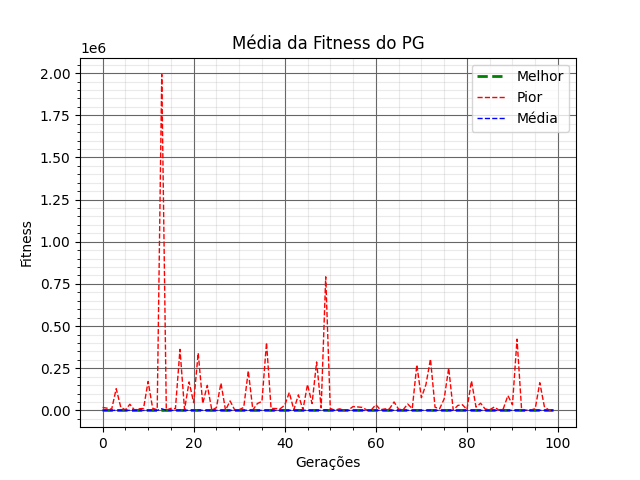 Média da Fitness do PG
1e6
2.00
1.75
1.50
1.25
1.00
0.75
0.50
0.25
0.00
Fitness
0 20 40 60 80 100
Gerações
Melhor
Pior
Média